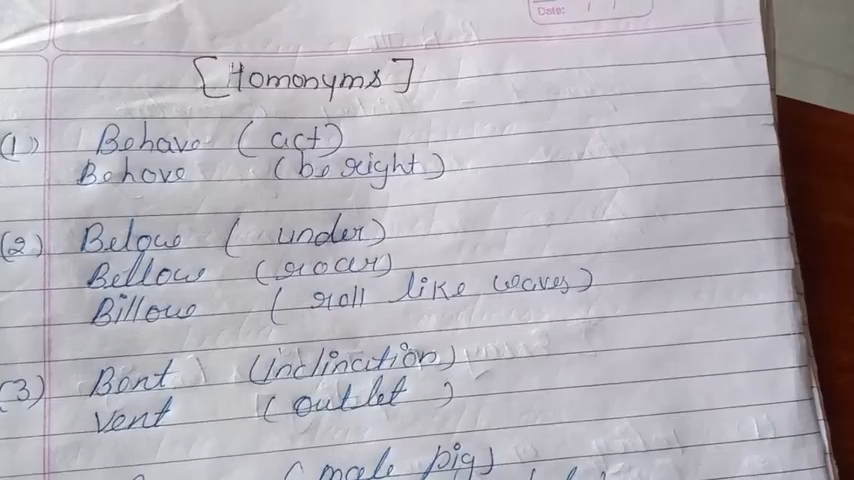 Date: / /
[Homonyms]
(1) Behave (act)
Behove (be right)
(2) Below (under)
Bellow (rocer)
Billow (roll like waves)
(3) Bent (inclination)
Vent (outlet)
(male pig)